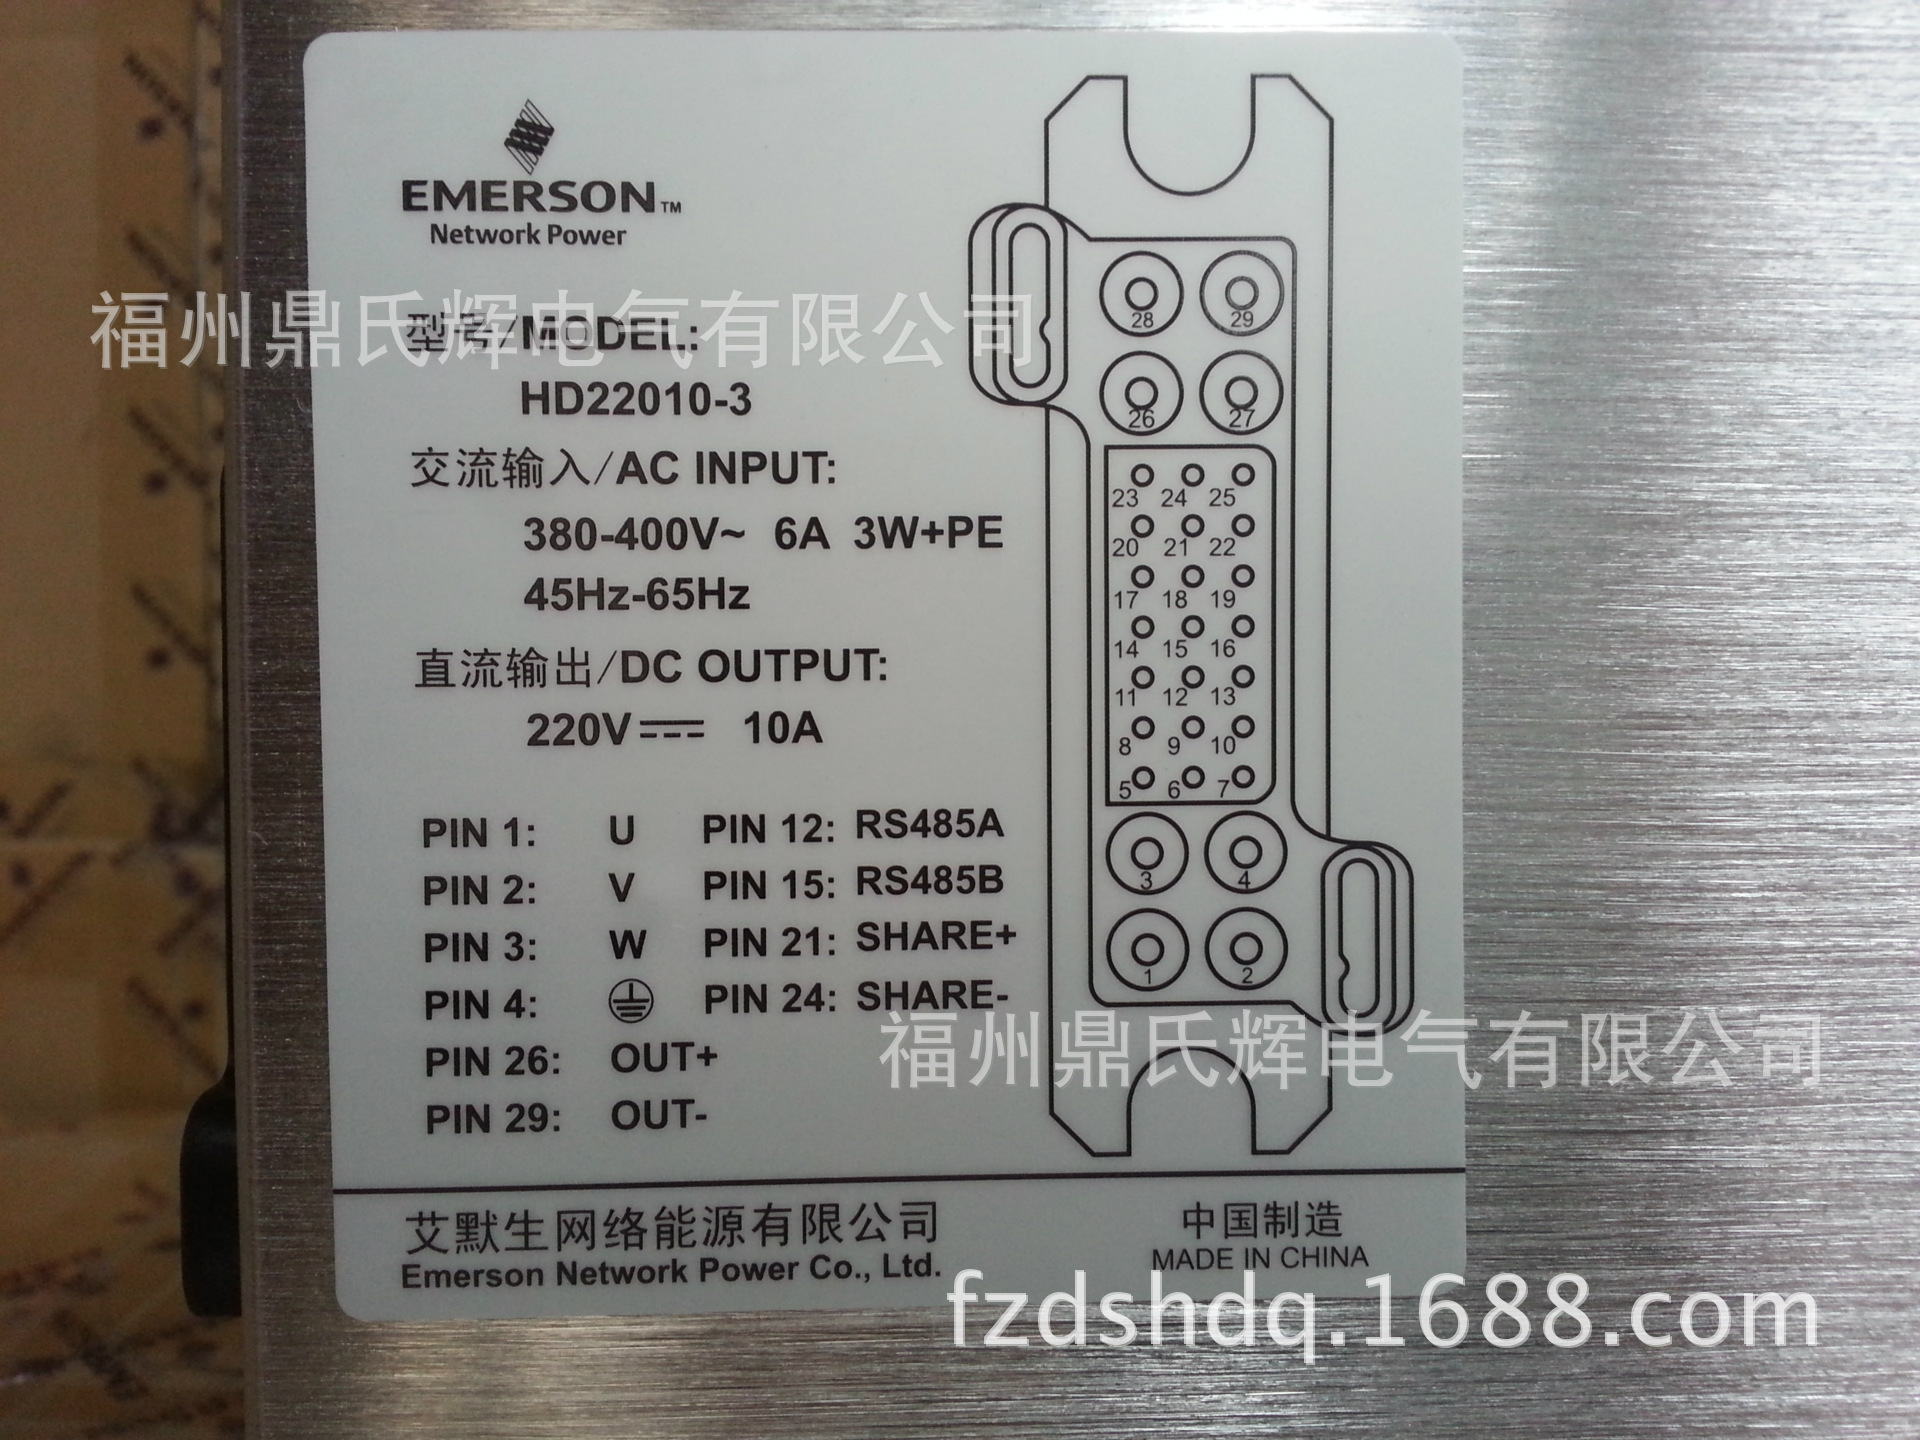 EMERSON™
Network Power
福州鼎氏辉电气有限公司
型号/MODEL:
HD22010-3
交流输入/AC INPUT:
380-400V~ 6A 3W+PE
45Hz-65Hz
直流输出/DC OUTPUT:
220V⎓ 10A
PIN 1: U PIN 12: RS485A
PIN 2: V PIN 15: RS485B
PIN 3: W PIN 21: SHARE+
PIN 4: ⏚ PIN 24: SHARE-
PIN 26: OUT+
PIN 29: OUT-
28 29
26 27
23 24 25
20 21 22
17 18 19
14 15 16
11 12 13
8 9 10
5 6 7
3 4
1 2
福州鼎氏辉电气有限公司
艾默生网络能源有限公司
Emerson Network Power Co., Ltd.
中国制造
MADE IN CHINA
fzdshdq.1688.com